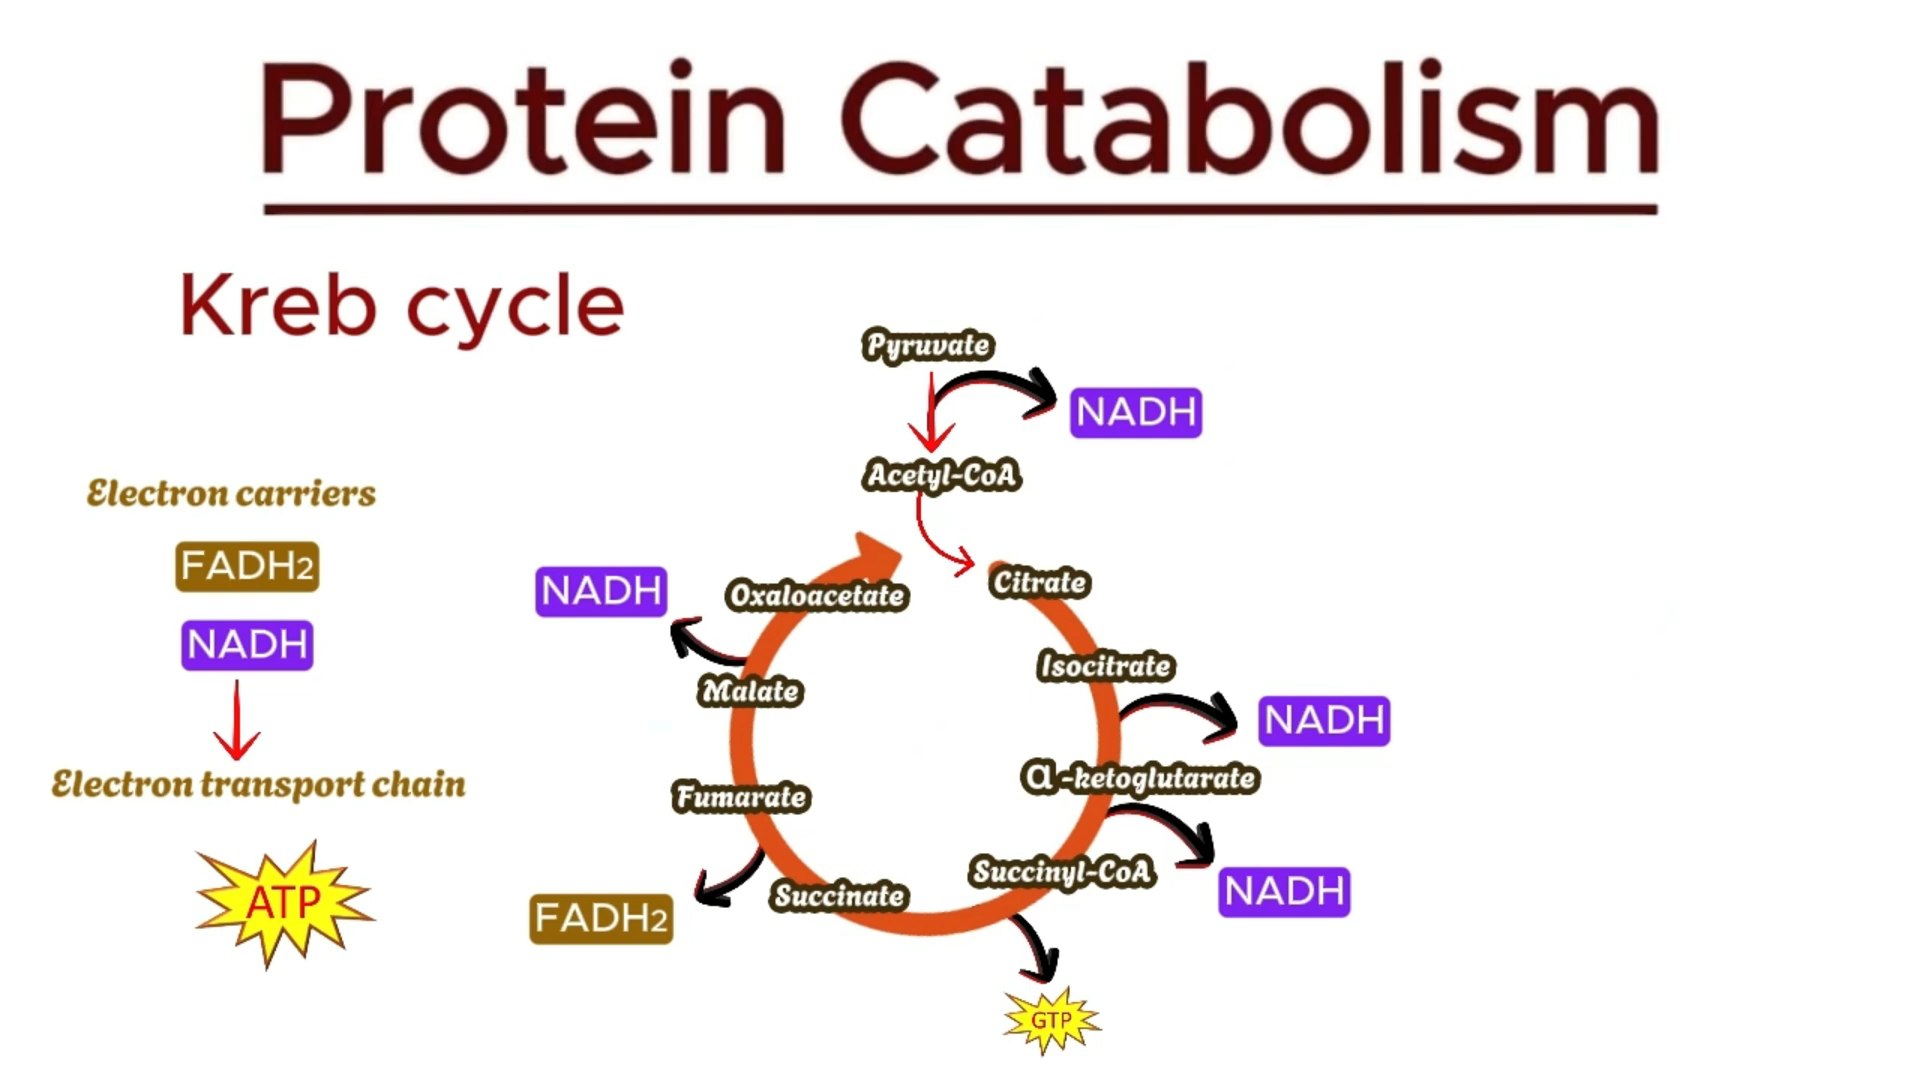 Protein Catabolism
Kreb cycle
Pyruvate
NADH
Acetyl-CoA
Electron carriers
FADH2
NADH
Electron transport chain
ATP
NADH
Oxaloacetate
Citrate
Malate
Isocitrate
NADH
Fumarate
α-ketoglutarate
Succinyl-CoA
NADH
Succinate
FADH2
GTP